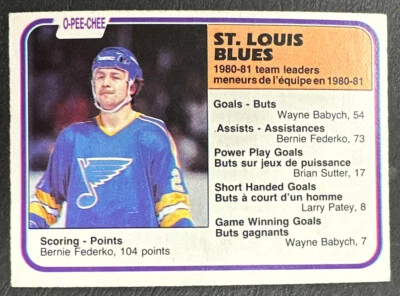 O-PEE-CHEE
ST. LOUIS
BLUES
1980-81 team leaders
meneurs de l'équipe en 1980-81
Goals - Buts
Wayne Babych, 54
Assists - Assistances
Bernie Federko, 73
Power Play Goals
Buts sur jeux de puissance
Brian Sutter, 17
Short Handed Goals
Buts à court d'un homme
Larry Patey, 8
Game Winning Goals
Buts gagnants
Wayne Babych, 7
Scoring - Points
Bernie Federko, 104 points